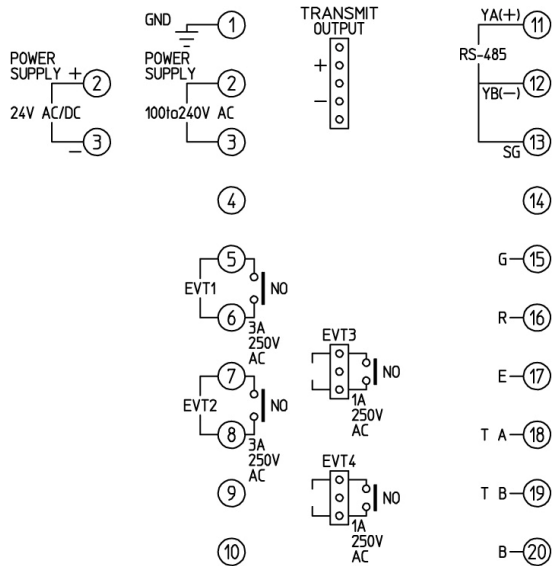 GND
1
TRANSMIT
OUTPUT
+
−
YA(+)
11
RS-485
12
YB(−)
13
SG
POWER
SUPPLY +
2
24V AC/DC
−
3
POWER
SUPPLY
2
100to240V AC
3
4
14
5
EVT1
NO
6
3A
250V
AC
G
15
R
16
7
EVT2
NO
8
3A
250V
AC
EVT3
NO
1A
250V
AC
E
17
T A
18
9
EVT4
NO
1A
250V
AC
T B
19
10
B
20